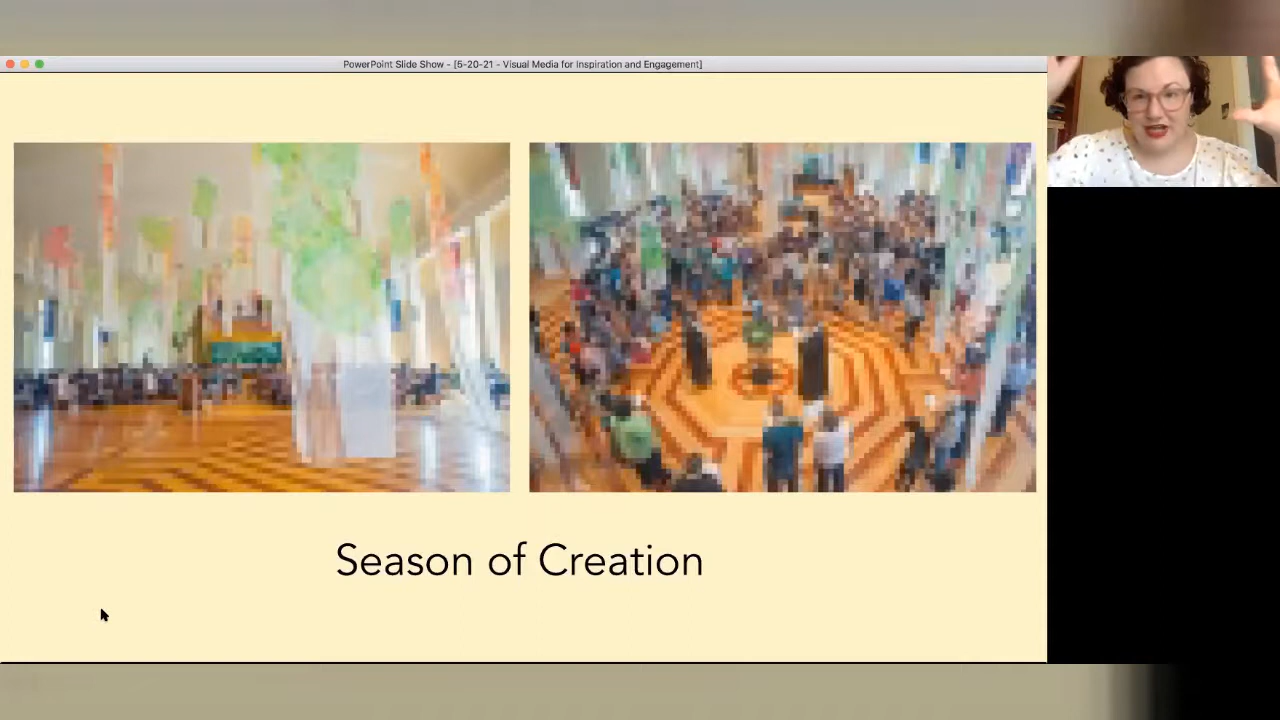 PowerPoint Slide Show - [5-20-21 - Visual Media for Inspiration and Engagement]
Season of Creation